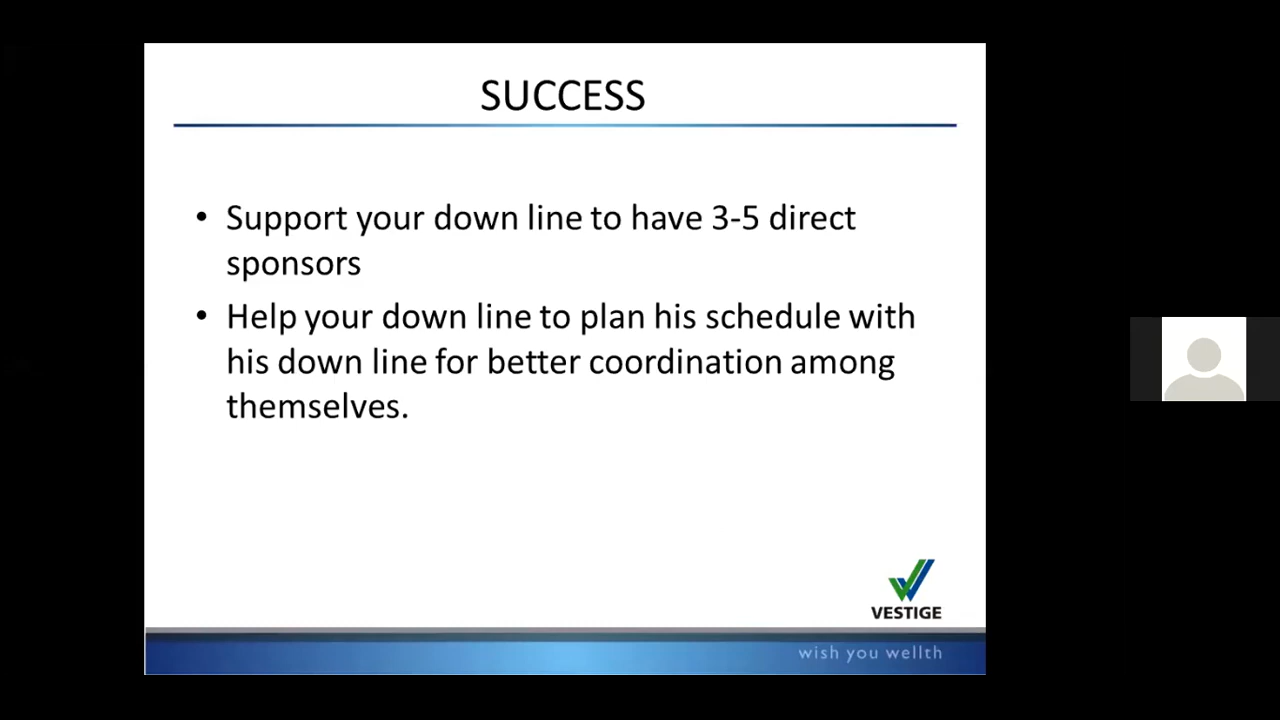 SUCCESS
• Support your down line to have 3-5 direct
sponsors
• Help your down line to plan his schedule with
his down line for better coordination among
themselves.
VESTIGE
wish you wellth